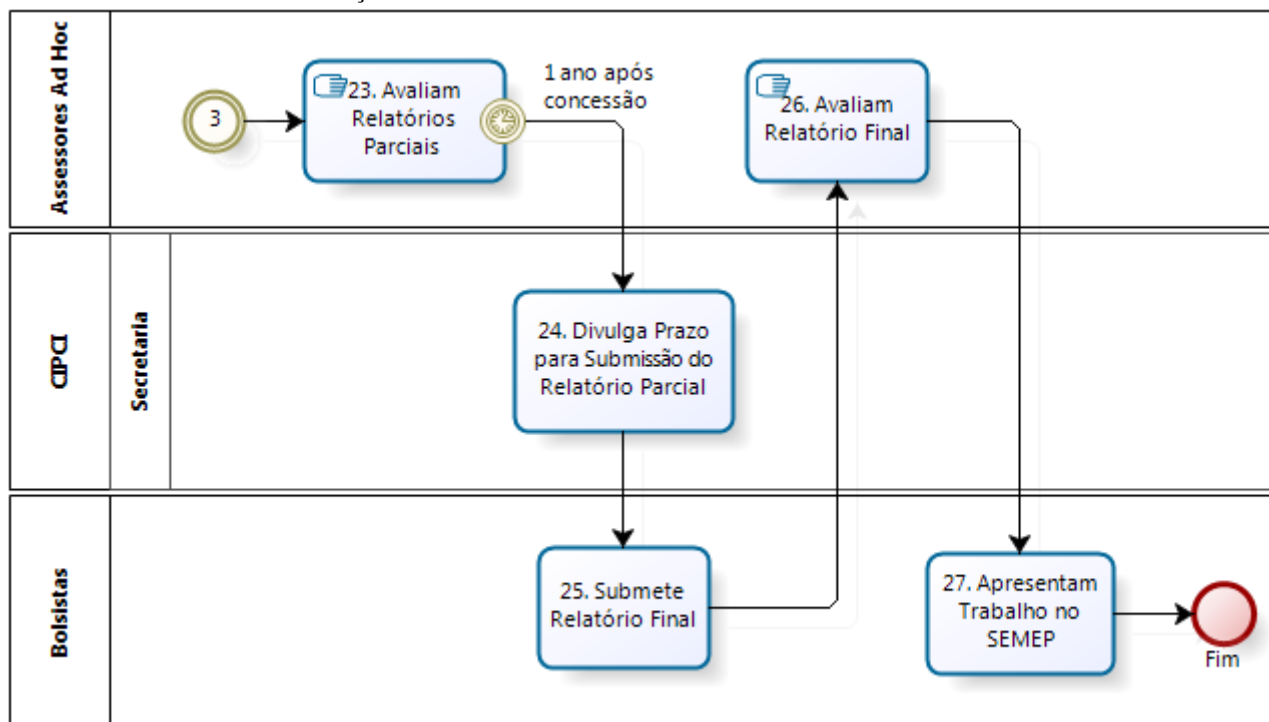 Assessores Ad Hoc
3
23. Avaliam
Relatórios
Parciais
1 ano após
concessão
26. Avaliam
Relatório Final
CIPCI
Secretaria
24. Divulga Prazo
para Submissão do
Relatório Parcial
Bolsistas
25. Submete
Relatório Final
27. Apresentam
Trabalho no
SEMEP
Fim